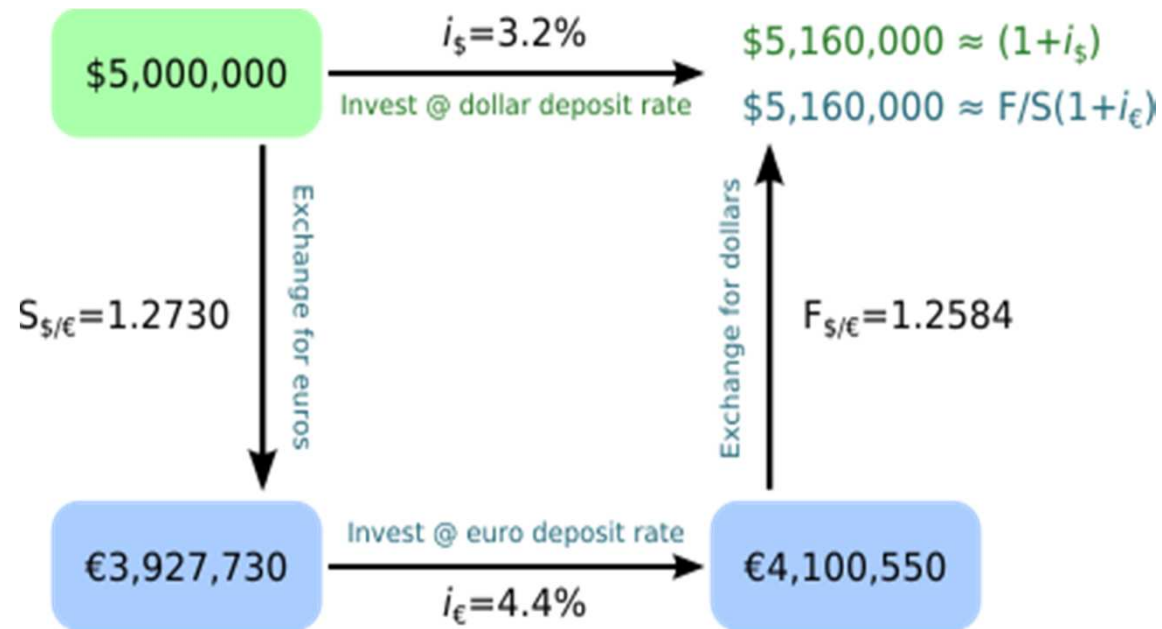 $5,000,000
i$=3.2%
Invest @ dollar deposit rate
$5,160,000 ≈ (1+i$)
$5,160,000 ≈ F/S(1+i€)
Exchange for euros
Exchange for dollars
S$/€=1.2730
F$/€=1.2584
€3,927,730
Invest @ euro deposit rate
i€=4.4%
€4,100,550